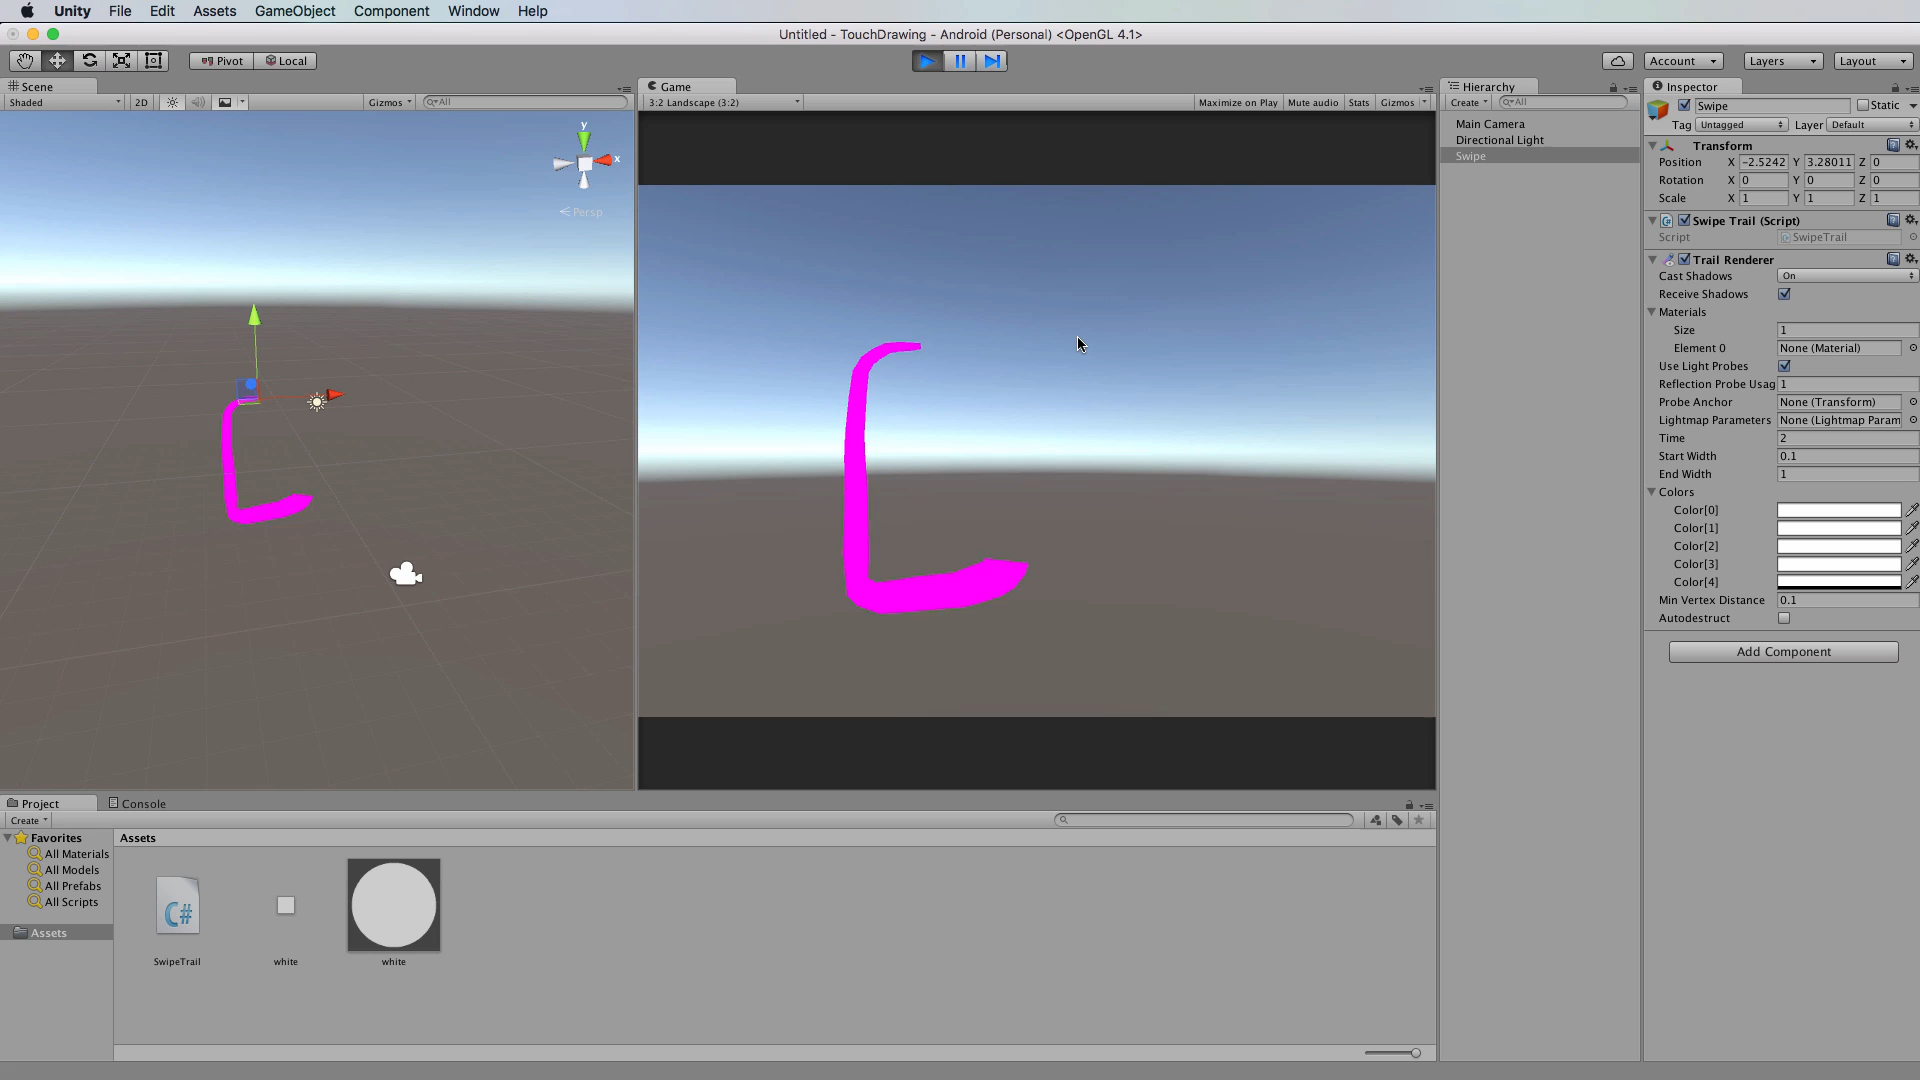 Unity File Edit Assets GameObject Component Window Help
Untitled - TouchDrawing - Android (Personal) <OpenGL 4.1>
Pivot Local Account Layers Layout
Scene
Shaded 2D Gizmos All
y
x
Persp
Game
3:2 Landscape (3:2) Maximize on Play Mute audio Stats Gizmos
Hierarchy
Create All
Main Camera
Directional Light
Swipe
Inspector
Swipe Static
Tag Untagged Layer Default
Transform
Position X -2.5242 Y 3.28011 Z 0
Rotation X 0 Y 0 Z 0
Scale X 1 Y 1 Z 1
Swipe Trail (Script)
Script SwipeTrail
Trail Renderer
Cast Shadows On
Receive Shadows
Materials
Size 1
Element 0 None (Material)
Use Light Probes
Reflection Probe Usag 1
Probe Anchor None (Transform)
Lightmap Parameters None (Lightmap Param
Time 2
Start Width 0.1
End Width 1
Colors
Color[0]
Color[1]
Color[2]
Color[3]
Color[4]
Min Vertex Distance 0.1
Autodestruct
Add Component
Project Console
Create
Favorites
All Materials
All Models
All Prefabs
All Scripts
Assets
Assets
C#
SwipeTrail white white